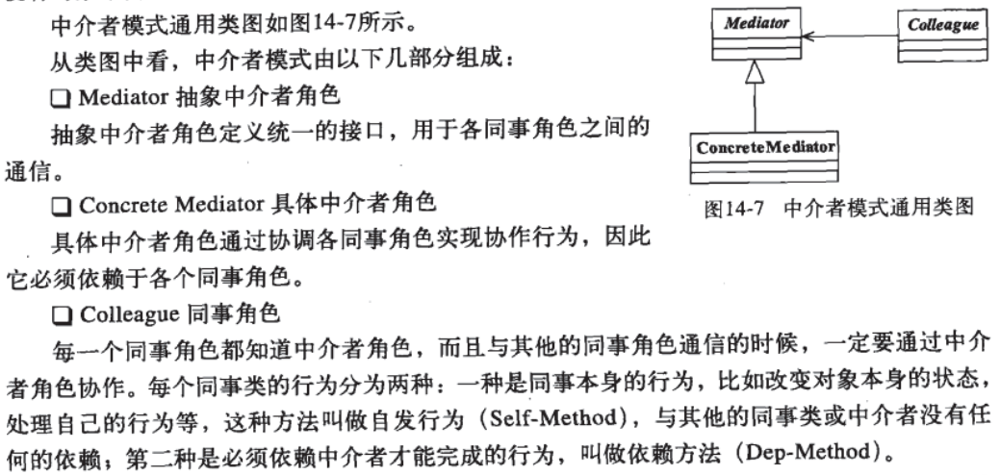 中介者模式通用类图如图14-7所示。
从类图中看，中介者模式由以下几部分组成：
❑ Mediator 抽象中介者角色
抽象中介者角色定义统一的接口，用于各同事角色之间的
通信。
❑ Concrete Mediator 具体中介者角色
具体中介者角色通过协调各同事角色实现协作行为，因此
它必须依赖于各个同事角色。
Mediator
Colleague
ConcreteMediator
图14-7 中介者模式通用类图
❑ Colleague 同事角色
每一个同事角色都知道中介者角色，而且与其他的同事角色通信的时候，一定要通过中介
者角色协作。每个同事类的行为分为两种：一种是同事本身的行为，比如改变对象本身的状态，
处理自己的行为等，这种方法叫做自发行为（Self-Method），与其他的同事类或中介者没有任
何的依赖；第二种是必须依赖中介者才能完成的行为，叫做依赖方法（Dep-Method）。